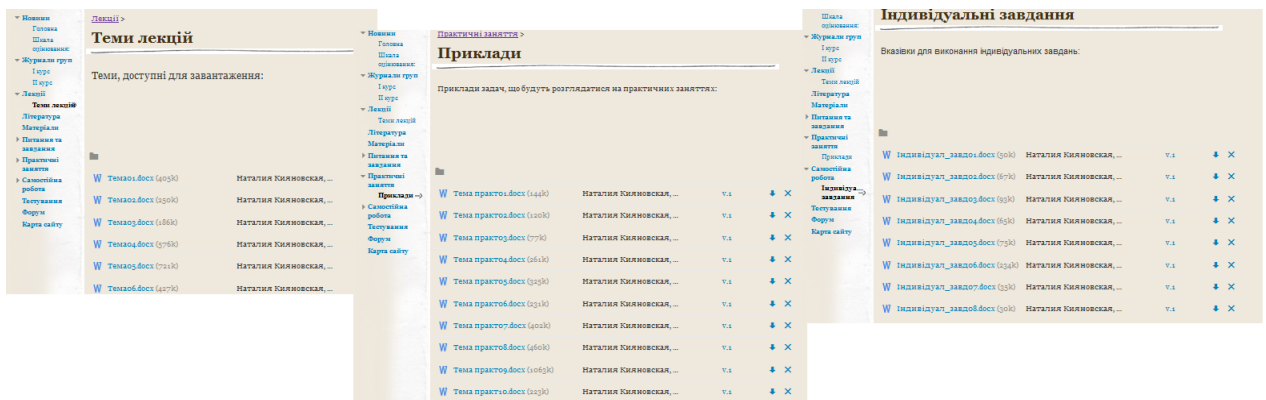 Новини
Головна
Шкала
оцінювання:
Журнали груп
І курс
ІІ курс
Лекції
Теми лекцій
Література
Матеріали
Питання та
завдання
Практичні
заняття
Самостійна
робота
Тестування
Форум
Карта сайту
Лекції >
Теми лекцій
Теми, доступні для завантаження:
Тема01.docx (405k) Наталия Кияновская, ...
Тема02.docx (250k) Наталия Кияновская, ...
Тема03.docx (186k) Наталия Кияновская, ...
Тема04.docx (576k) Наталия Кияновская, ...
Тема05.docx (721k) Наталия Кияновская, ...
Тема06.docx (427k) Наталия Кияновская, ...
Новини
Головна
Шкала
оцінювання:
Журнали груп
І курс
ІІ курс
Лекції
Теми лекцій
Література
Матеріали
Питання та
завдання
Практичні
заняття
Приклади
Самостійна
робота
Тестування
Форум
Карта сайту
Практичні заняття >
Приклади
Приклади задач, що будуть розглядатися на практичних заняттях:
Тема практ01.docx (144k) Наталия Кияновская, ... v.1
Тема практ02.docx (120k) Наталия Кияновская, ... v.1
Тема практ03.docx (77k) Наталия Кияновская, ... v.1
Тема практ04.docx (261k) Наталия Кияновская, ... v.1
Тема практ05.docx (325k) Наталия Кияновская, ... v.1
Тема практ06.docx (231k) Наталия Кияновская, ... v.1
Тема практ07.docx (402k) Наталия Кияновская, ... v.1
Тема практ08.docx (460k) Наталия Кияновская, ... v.1
Тема практ09.docx (1063k) Наталия Кияновская, ... v.1
Тема практ10.docx (223k) Наталия Кияновская, ... v.1
Шкала
оцінювання:
Журнали груп
І курс
ІІ курс
Лекції
Теми лекцій
Література
Матеріали
Питання та
завдання
Практичні
заняття
Приклади
Самостійна
робота
Індивідуа...
завдання
Тестування
Форум
Карта сайту
Індивідуальні завдання
Вказівки для виконання індивідуальних завдань:
Індивідуал_завд01.docx (50k) Наталия Кияновская, ... v.1
Індивідуал_завд02.docx (67k) Наталия Кияновская, ... v.1
Індивідуал_завд03.docx (93k) Наталия Кияновская, ... v.1
Індивідуал_завд04.docx (65k) Наталия Кияновская, ... v.1
Індивідуал_завд05.docx (73k) Наталия Кияновская, ... v.1
Індивідуал_завд06.docx (234k) Наталия Кияновская, ... v.1
Індивідуал_завд07.docx (35k) Наталия Кияновская, ... v.1
Індивідуал_завд08.docx (30k) Наталия Кияновская, ... v.1